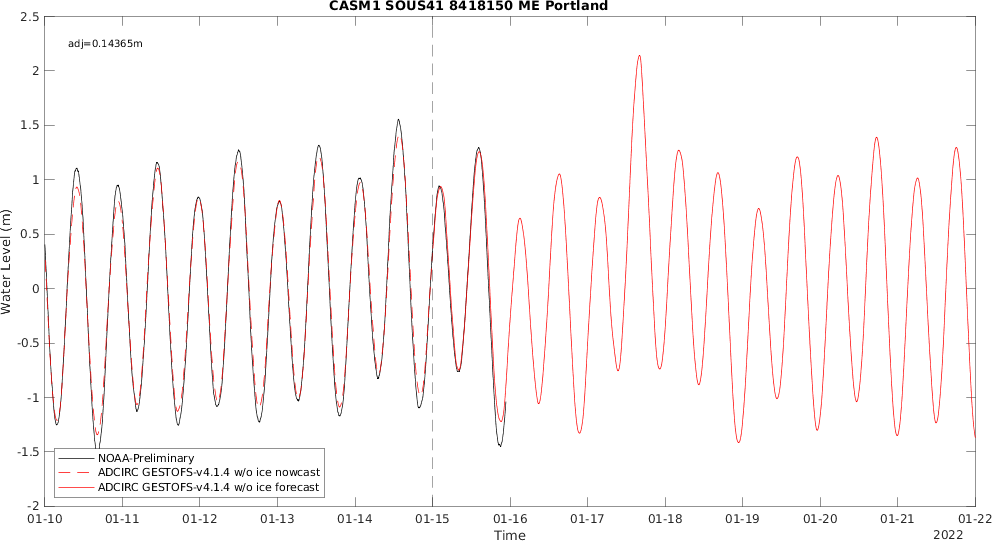 CASM1 SOUS41 8418150 ME Portland
2.5
adj=0.14365m
2
1.5
1
0.5
0
-0.5
-1
-1.5
-2
Water Level (m)
NOAA-Preliminary
ADCIRC GESTOFS-v4.1.4 w/o ice nowcast
ADCIRC GESTOFS-v4.1.4 w/o ice forecast
01-10 01-11 01-12 01-13 01-14 01-15 01-16 01-17 01-18 01-19 01-20 01-21 01-22
Time
2022